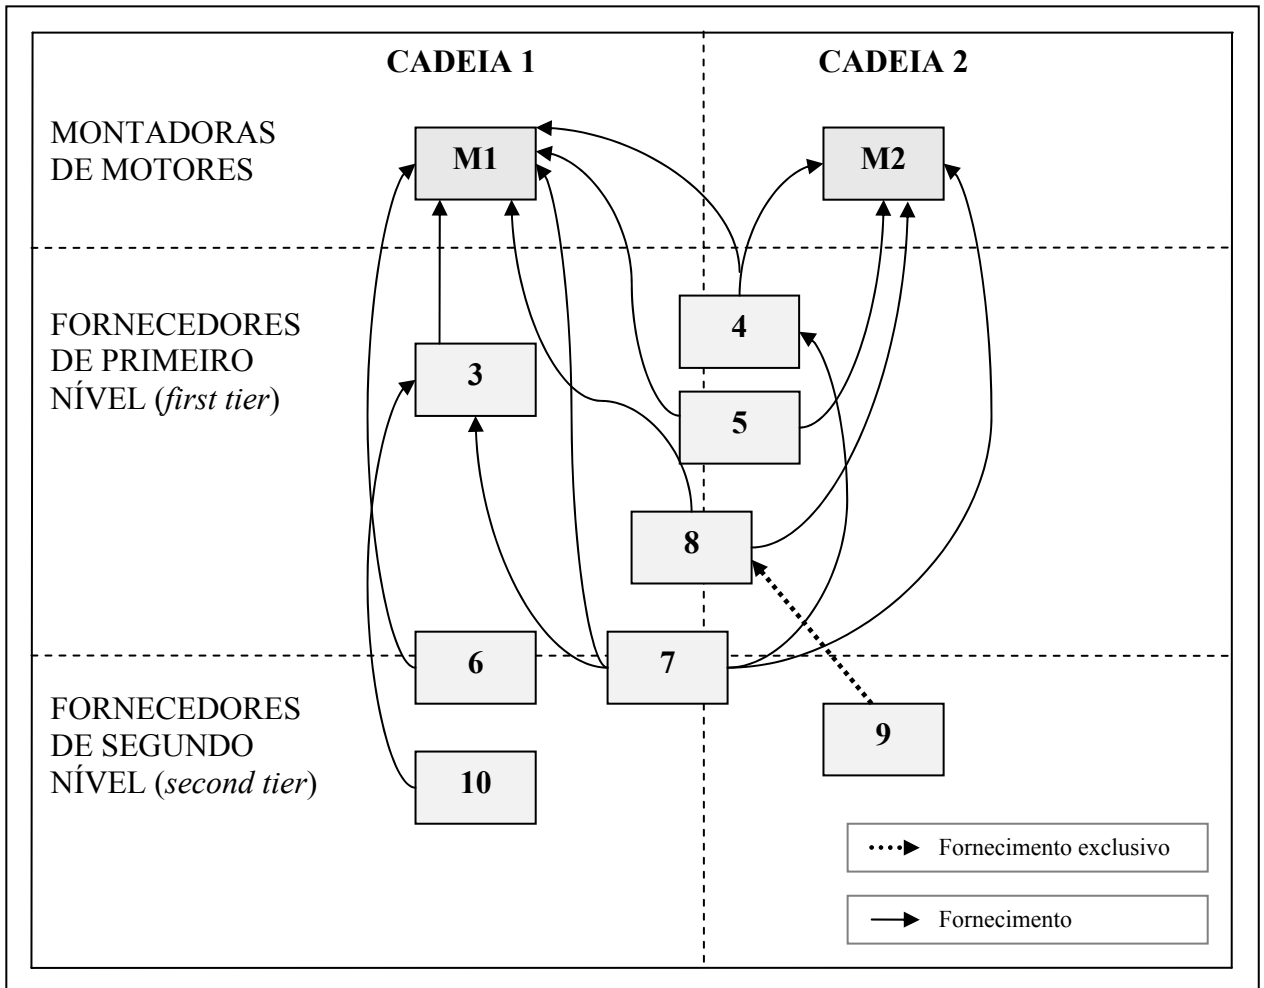 CADEIA 1
CADEIA 2
MONTADORAS
DE MOTORES
M1
M2
FORNECEDORES
DE PRIMEIRO
NÍVEL (first tier)
4
3
5
8
6
7
FORNECEDORES
DE SEGUNDO
NÍVEL (second tier)
9
10
Fornecimento exclusivo
Fornecimento